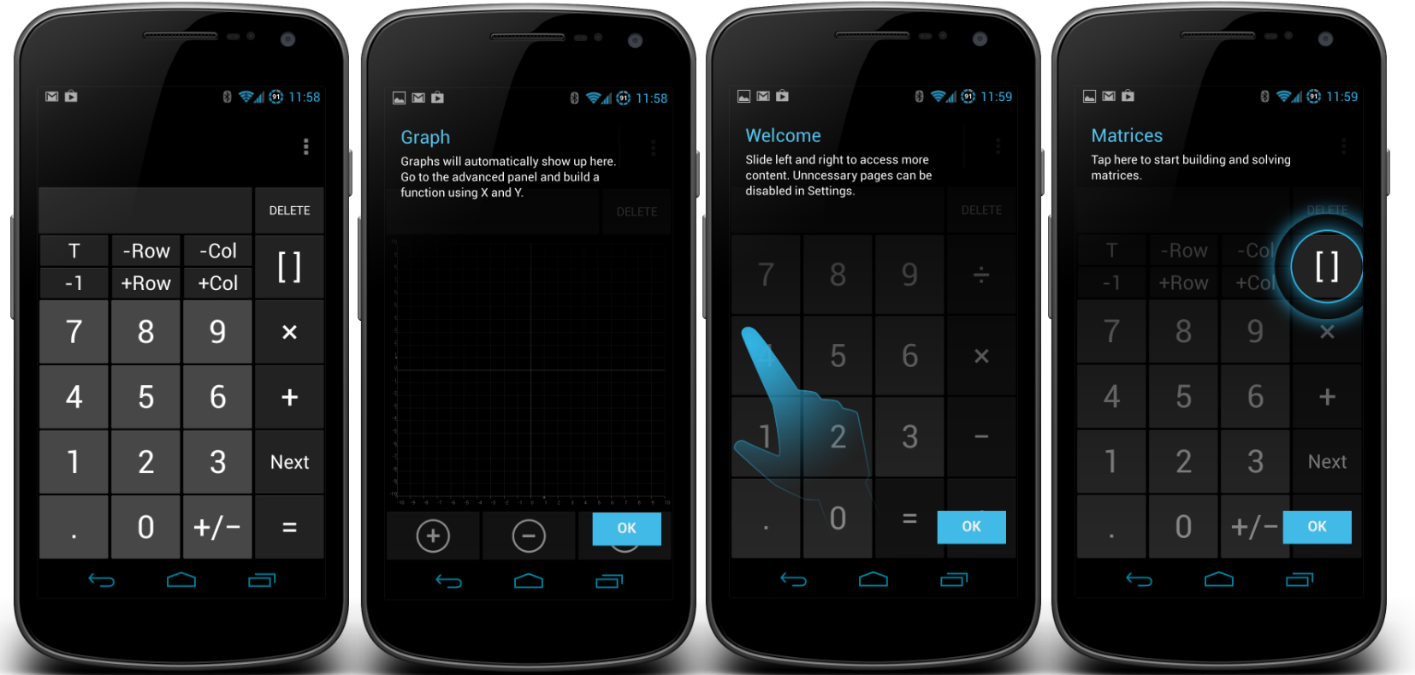 91 11:58
DELETE
T -Row -Col
[ ]
-1 +Row +Col
7 8 9 ×
4 5 6 +
1 2 3 Next
. 0 +/− =
91 11:58
Graph
Graphs will automatically show up here.
Go to the advanced panel and build a
function using X and Y.
DELETE
OK
91 11:59
Welcome
Slide left and right to access more
content. Unncessary pages can be
disabled in Settings.
DELETE
7 8 9 ÷
4 5 6 ×
1 2 3 −
. 0 =
OK
91 11:59
Matrices
Tap here to start building and solving
matrices.
DELETE
T -Row -Col
[ ]
-1 +Row +Col
7 8 9 ×
4 5 6 +
1 2 3 Next
. 0 +/−
OK